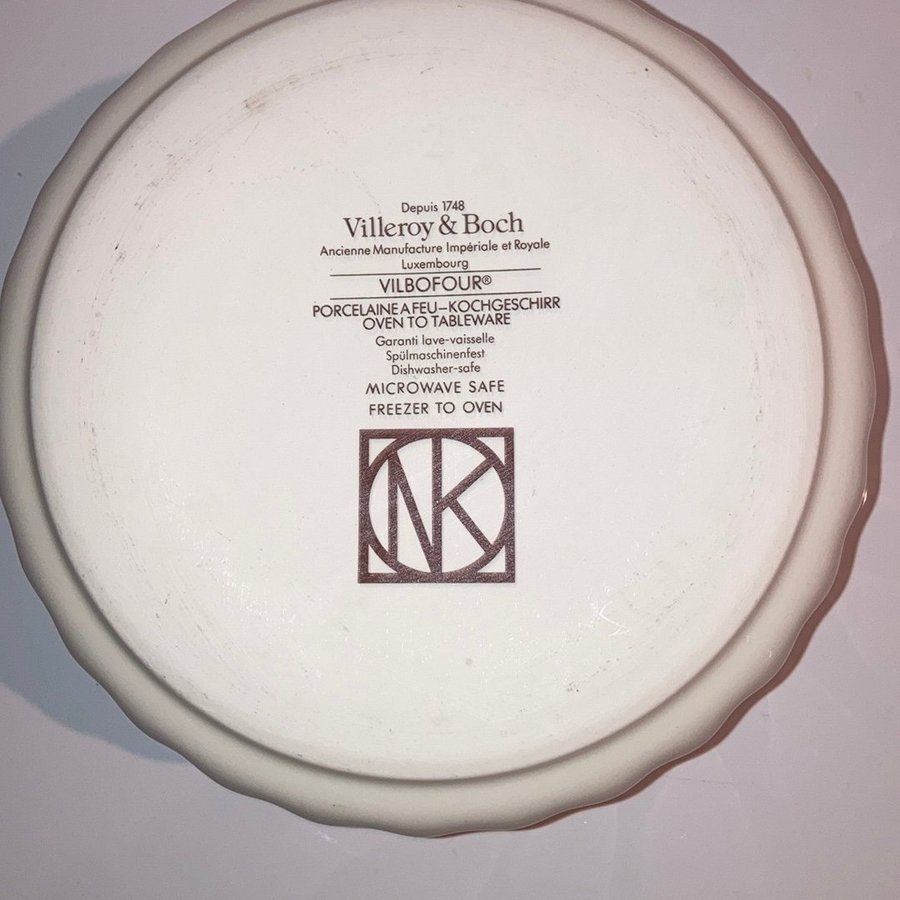 Depuis 1748
Villeroy & Boch
Ancienne Manufacture Impériale et Royale
Luxembourg
VILBOFOUR®
PORCELAINE A FEU–KOCHGESCHIRR
OVEN TO TABLEWARE
Garanti lave-vaisselle
Spülmaschinenfest
Dishwasher-safe
MICROWAVE SAFE
FREEZER TO OVEN
NK